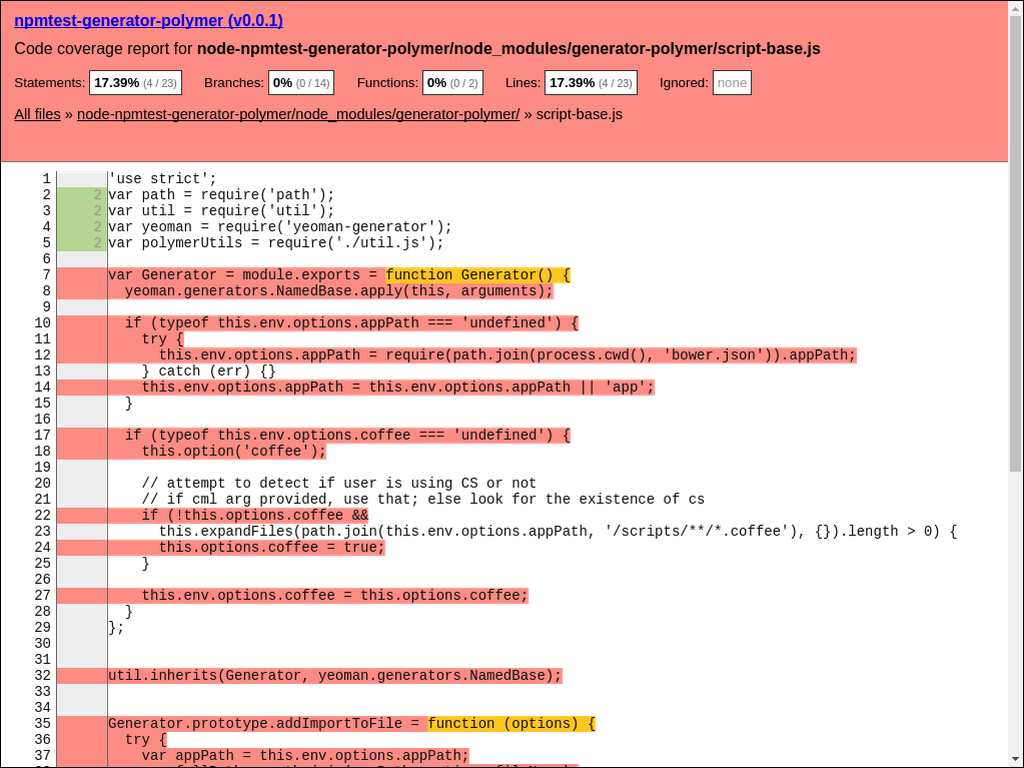 npmtest-generator-polymer (v0.0.1)
Code coverage report for node-npmtest-generator-polymer/node_modules/generator-polymer/script-base.js
Statements: 17.39% (4 / 23) Branches: 0% (0 / 14) Functions: 0% (0 / 2) Lines: 17.39% (4 / 23) Ignored: none
All files » node-npmtest-generator-polymer/node_modules/generator-polymer/ » script-base.js
1 'use strict';
2 2 var path = require('path');
3 2 var util = require('util');
4 2 var yeoman = require('yeoman-generator');
5 2 var polymerUtils = require('./util.js');
6
7 var Generator = module.exports = function Generator() {
8 yeoman.generators.NamedBase.apply(this, arguments);
9
10 if (typeof this.env.options.appPath === 'undefined') {
11 try {
12 this.env.options.appPath = require(path.join(process.cwd(), 'bower.json')).appPath;
13 } catch (err) {}
14 this.env.options.appPath = this.env.options.appPath || 'app';
15 }
16
17 if (typeof this.env.options.coffee === 'undefined') {
18 this.option('coffee');
19
20 // attempt to detect if user is using CS or not
21 // if cml arg provided, use that; else look for the existence of cs
22 if (!this.options.coffee &&
23 this.expandFiles(path.join(this.env.options.appPath, '/scripts/**/*.coffee'), {}).length > 0) {
24 this.options.coffee = true;
25 }
26
27 this.env.options.coffee = this.options.coffee;
28 }
29 };
30
31
32 util.inherits(Generator, yeoman.generators.NamedBase);
33
34
35 Generator.prototype.addImportToFile = function (options) {
36 try {
37 var appPath = this.env.options.appPath;